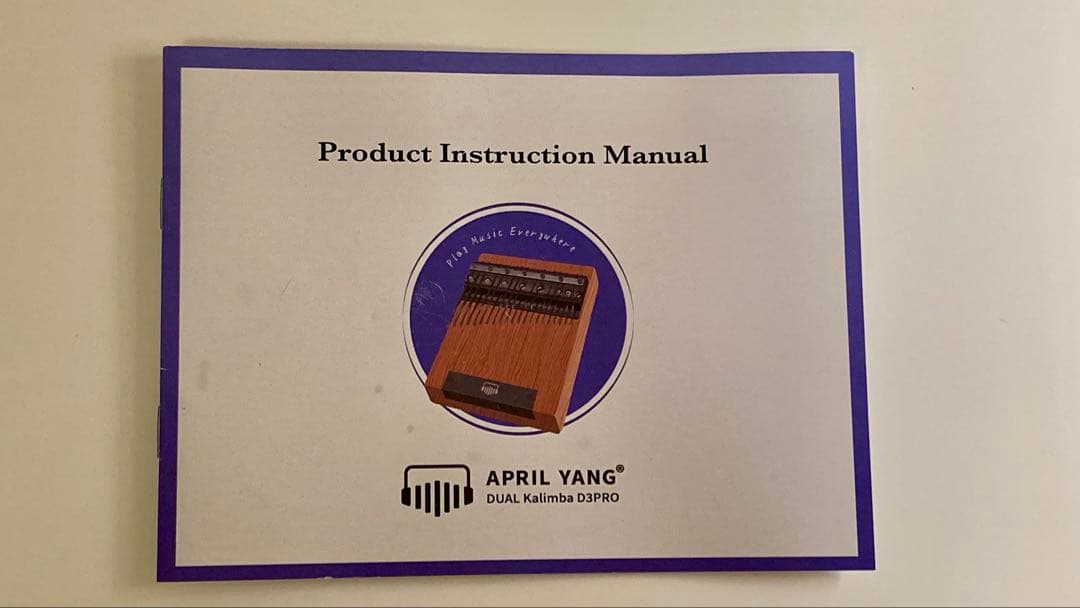 Product Instruction Manual
Play Music Everywhere
APRIL YANG®
DUAL Kalimba D3PRO